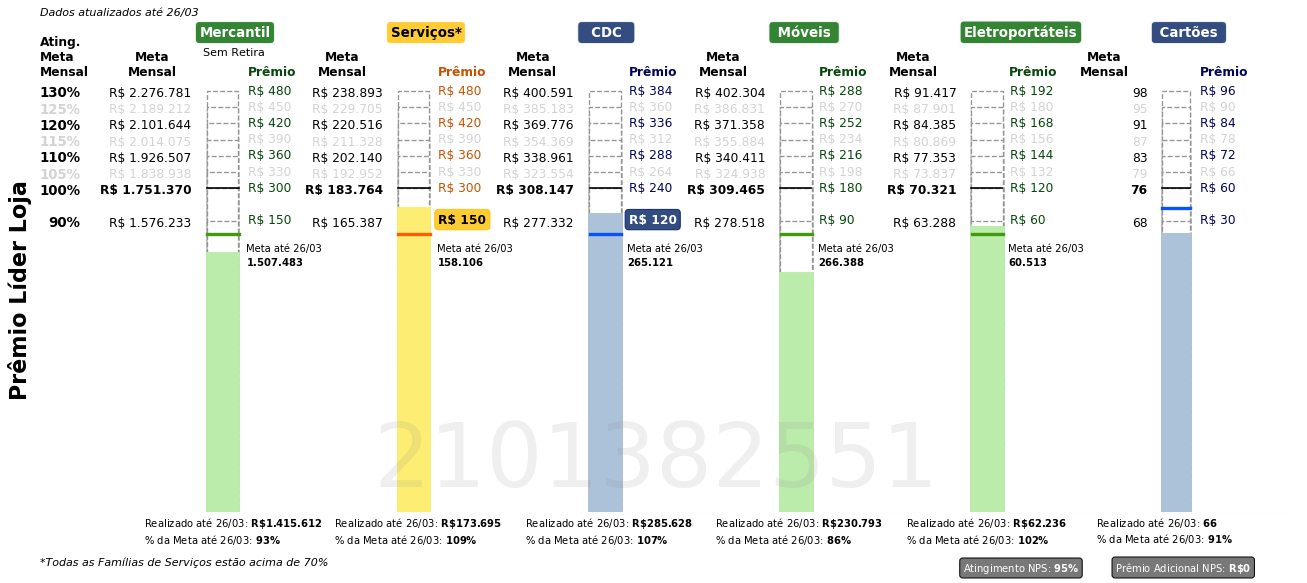 Dados atualizados até 26/03
Mercantil Serviços* CDC Móveis Eletroportáteis Cartões
Sem Retira
Ating. Meta Mensal Meta Mensal Prêmio Meta Mensal Prêmio Meta Mensal Prêmio Meta Mensal Prêmio Meta Mensal Prêmio Meta Mensal Prêmio
130% R$ 2.276.781 R$ 480 R$ 238.893 R$ 480 R$ 400.591 R$ 384 R$ 402.304 R$ 288 R$ 91.417 R$ 192 98 R$ 96
125% R$ 2.189.212 R$ 450 R$ 229.705 R$ 450 R$ 385.183 R$ 360 R$ 386.831 R$ 270 R$ 87.901 R$ 180 95 R$ 90
120% R$ 2.101.644 R$ 420 R$ 220.516 R$ 420 R$ 369.776 R$ 336 R$ 371.358 R$ 252 R$ 84.385 R$ 168 91 R$ 84
115% R$ 2.014.075 R$ 390 R$ 211.328 R$ 390 R$ 354.369 R$ 312 R$ 355.884 R$ 234 R$ 80.869 R$ 156 87 R$ 78
110% R$ 1.926.507 R$ 360 R$ 202.140 R$ 360 R$ 338.961 R$ 288 R$ 340.411 R$ 216 R$ 77.353 R$ 144 83 R$ 72
105% R$ 1.838.938 R$ 330 R$ 192.952 R$ 330 R$ 323.554 R$ 264 R$ 324.938 R$ 198 R$ 73.837 R$ 132 79 R$ 66
100% R$ 1.751.370 R$ 300 R$ 183.764 R$ 300 R$ 308.147 R$ 240 R$ 309.465 R$ 180 R$ 70.321 R$ 120 76 R$ 60
90% R$ 1.576.233 R$ 150 R$ 165.387 R$ 150 R$ 277.332 R$ 120 R$ 278.518 R$ 90 R$ 63.288 R$ 60 68 R$ 30
Meta até 26/03 Meta até 26/03 Meta até 26/03 Meta até 26/03 Meta até 26/03
1.507.483 158.106 265.121 266.388 60.513
Prêmio Líder Loja
2101382551
Realizado até 26/03: R$1.415.612 Realizado até 26/03: R$173.695 Realizado até 26/03: R$285.628 Realizado até 26/03: R$230.793 Realizado até 26/03: R$62.236 Realizado até 26/03: 66
% da Meta até 26/03: 93% % da Meta até 26/03: 109% % da Meta até 26/03: 107% % da Meta até 26/03: 86% % da Meta até 26/03: 102% % da Meta até 26/03: 91%
*Todas as Famílias de Serviços estão acima de 70%
Atingimento NPS: 95% Prêmio Adicional NPS: R$0